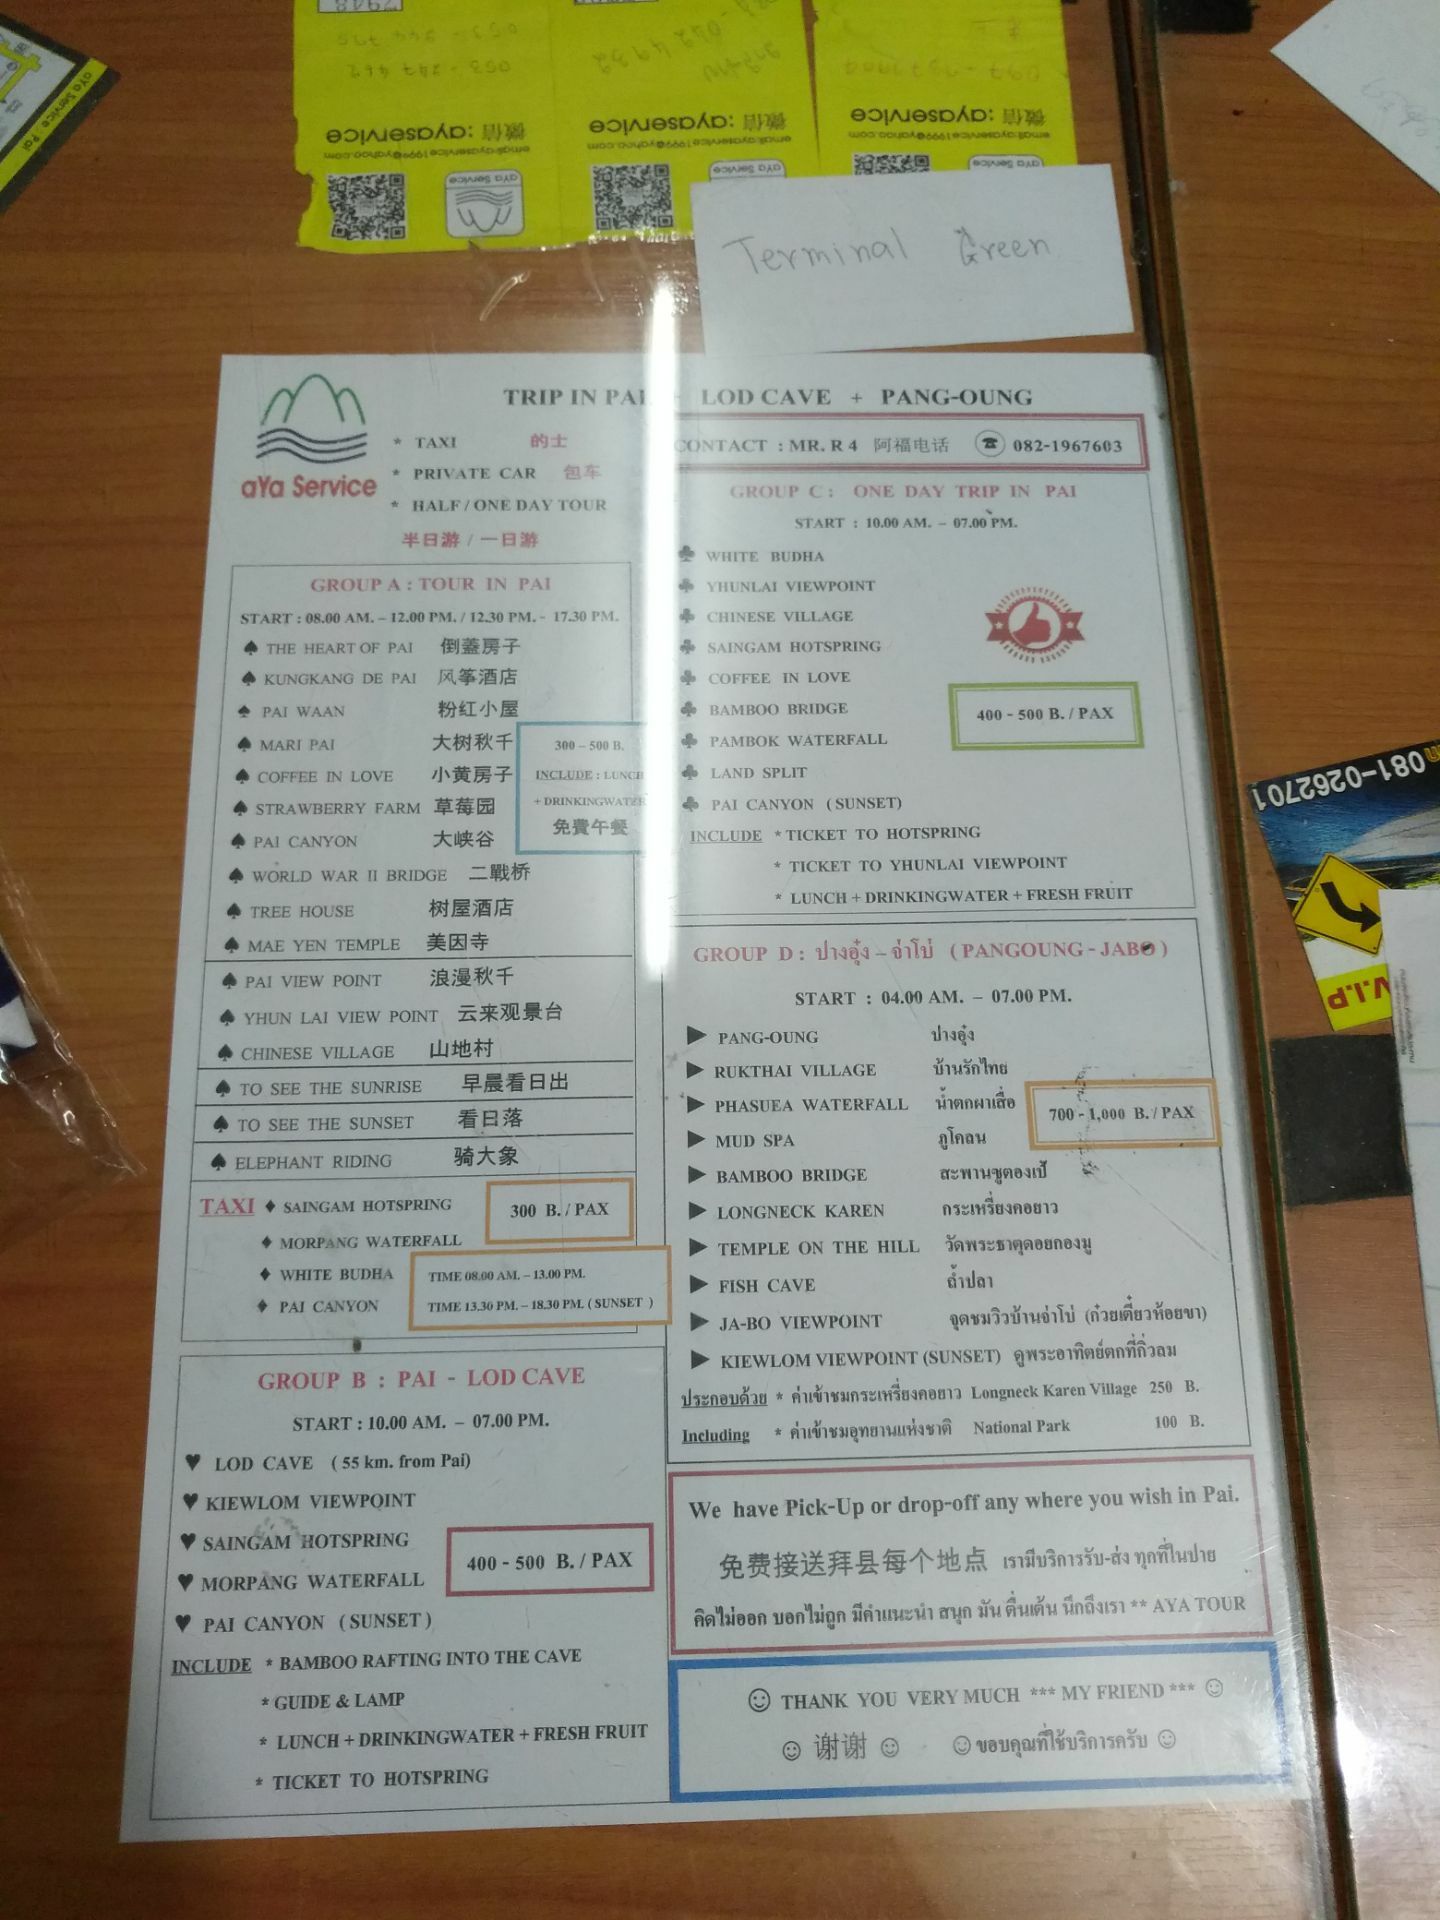 微信 : ayaservice
email:ayaservice1999@yahoo.com
aYa Service
微信 : ayaservice
email:ayaservice1999@yahoo.com
aYa Service
微信 : ayaservice
email:ayaservice1999@yahoo.com
aYa Service
aYa Service Pai
Terminal Green
081-0262701
V.I.P
aYa Service
TRIP IN PAI + LOD CAVE + PANG-OUNG
* TAXI 的士
* PRIVATE CAR 包车
* HALF / ONE DAY TOUR
半日游 / 一日游
CONTACT : MR. R 4 阿福电话 ☎ 082-1967603
GROUP A : TOUR IN PAI
START : 08.00 AM. – 12.00 PM. / 12.30 PM. - 17.30 PM.
♠ THE HEART OF PAI 倒蓋房子
♠ KUNGKANG DE PAI 风筝酒店
♠ PAI WAAN 粉红小屋
♠ MARI PAI 大树秋千
♠ COFFEE IN LOVE 小黄房子
♠ STRAWBERRY FARM 草莓园
♠ PAI CANYON 大峡谷
300 – 500 B.
INCLUDE : LUNCH
+ DRINKINGWATER
免費午餐
♠ WORLD WAR II BRIDGE 二戰桥
♠ TREE HOUSE 树屋酒店
♠ MAE YEN TEMPLE 美因寺
♠ PAI VIEW POINT 浪漫秋千
♠ YHUN LAI VIEW POINT 云来观景台
♠ CHINESE VILLAGE 山地村
♠ TO SEE THE SUNRISE 早晨看日出
♠ TO SEE THE SUNSET 看日落
♠ ELEPHANT RIDING 骑大象
TAXI ♦ SAINGAM HOTSPRING
♦ MORPANG WATERFALL
♦ WHITE BUDHA
♦ PAI CANYON
300 B. / PAX
TIME 08.00 AM. – 13.00 PM.
TIME 13.30 PM. – 18.30 PM. ( SUNSET )
GROUP B : PAI - LOD CAVE
START : 10.00 AM. – 07.00 PM.
♥ LOD CAVE ( 55 km. from Pai)
♥ KIEWLOM VIEWPOINT
♥ SAINGAM HOTSPRING
♥ MORPANG WATERFALL
♥ PAI CANYON ( SUNSET )
400 - 500 B. / PAX
INCLUDE * BAMBOO RAFTING INTO THE CAVE
* GUIDE & LAMP
* LUNCH + DRINKINGWATER + FRESH FRUIT
* TICKET TO HOTSPRING
GROUP C : ONE DAY TRIP IN PAI
START : 10.00 AM. – 07.00 PM.
♣ WHITE BUDHA
♣ YHUNLAI VIEWPOINT
♣ CHINESE VILLAGE
♣ SAINGAM HOTSPRING
♣ COFFEE IN LOVE
♣ BAMBOO BRIDGE
♣ PAMBOK WATERFALL
♣ LAND SPLIT
♣ PAI CANYON ( SUNSET)
400 - 500 B. / PAX
INCLUDE * TICKET TO HOTSPRING
* TICKET TO YHUNLAI VIEWPOINT
* LUNCH + DRINKINGWATER + FRESH FRUIT
GROUP D : ปางอุ๋ง – จ่าโบ่ ( PANGOUNG - JABO )
START : 04.00 AM. – 07.00 PM.
► PANG-OUNG ปางอุ๋ง
► RUKTHAI VILLAGE บ้านรักไทย
► PHASUEA WATERFALL น้ำตกผาเสื่อ
► MUD SPA ภูโคลน
► BAMBOO BRIDGE สะพานซูตองเป้
► LONGNECK KAREN กระเหรี่ยงคอยาว
► TEMPLE ON THE HILL วัดพระธาตุดอยกองมู
► FISH CAVE ถ้ำปลา
► JA-BO VIEWPOINT จุดชมวิวบ้านจ่าโบ่ (ก๋วยเตี๋ยวห้อยขา)
► KIEWLOM VIEWPOINT (SUNSET) ดูพระอาทิตย์ตกที่กิ่วลม
700 - 1,000 B. / PAX
ประกอบด้วย * ค่าเข้าชมกระเหรี่ยงคอยาว Longneck Karen Village 250 B.
Including * ค่าเข้าชมอุทยานแห่งชาติ National Park 100 B.
We have Pick-Up or drop-off any where you wish in Pai.
免费接送拜县每个地点 เรามีบริการรับ-ส่ง ทุกที่ในปาย
คิดไม่ออก บอกไม่ถูก มีคำแนะนำ สนุก มัน ตื่นเต้น นึกถึงเรา ** AYA TOUR
☺ THANK YOU VERY MUCH *** MY FRIEND *** ☺
☺ 谢谢 ☺ ☺ ขอบคุณที่ใช้บริการครับ ☺